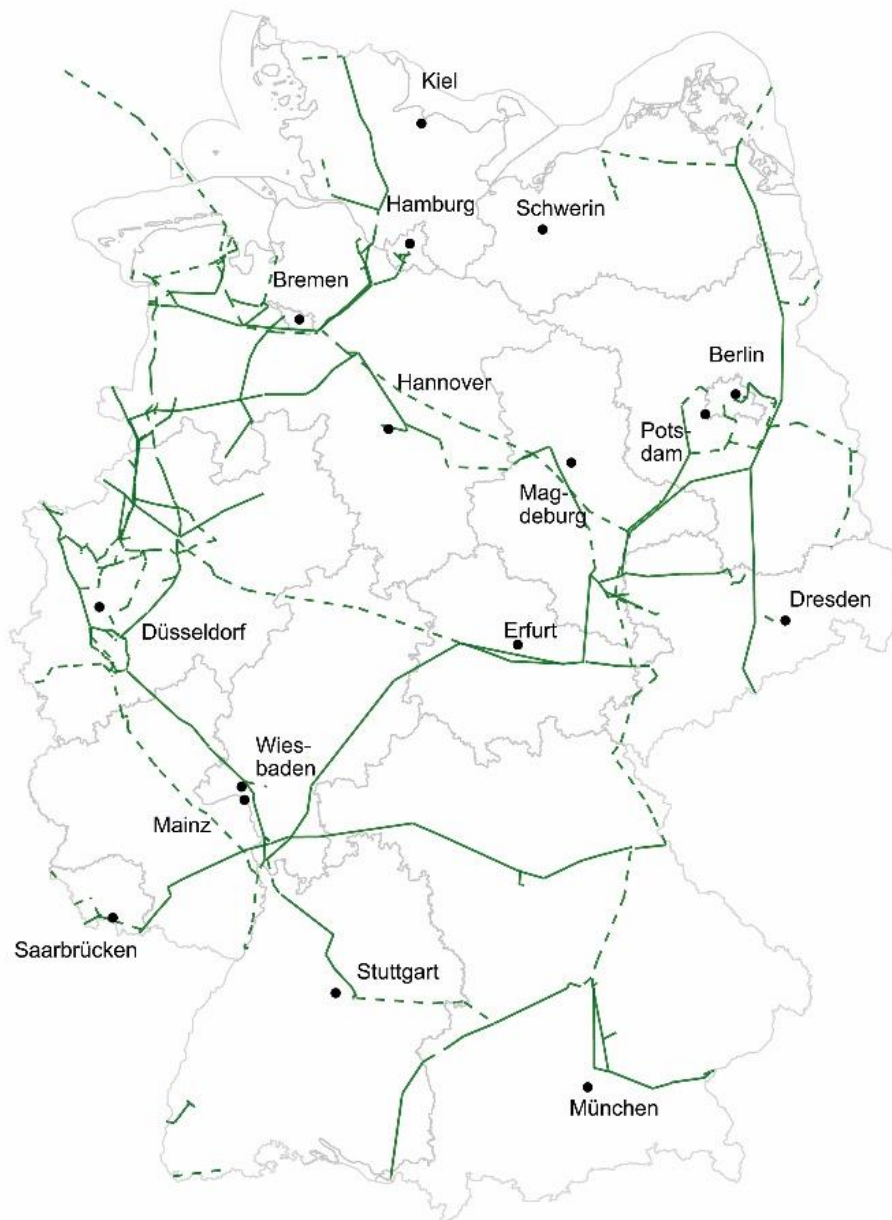 Kiel
Hamburg
Schwerin
Bremen
Berlin
Hannover
Pots-
dam
Mag-
deburg
Dresden
Düsseldorf
Erfurt
Wies-
baden
Mainz
Saarbrücken
Stuttgart
München